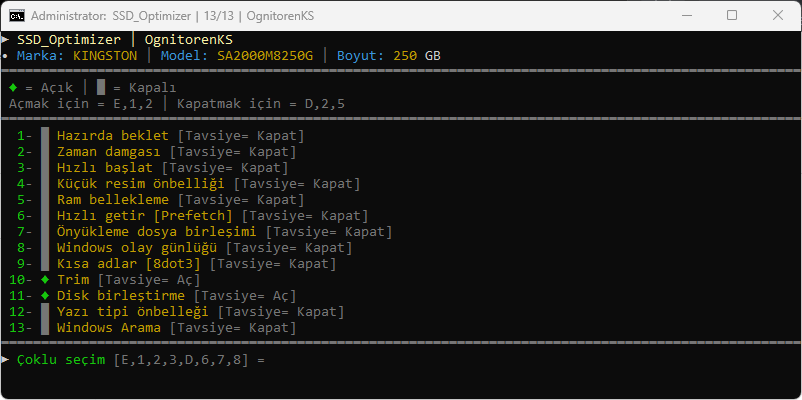 Administrator: SSD_Optimizer | 13/13 | OgnitorenKS
► SSD_Optimizer │ OgnitorenKS
• Marka: KINGSTON │ Model: SA2000M8250G │ Boyut: 250 GB
♦ = Açık │ █ = Kapalı
Açmak için = E,1,2 │ Kapatmak için = D,2,5
1- █ Hazırda beklet [Tavsiye= Kapat]
2- █ Zaman damgası [Tavsiye= Kapat]
3- █ Hızlı başlat [Tavsiye= Kapat]
4- █ Küçük resim önbelliği [Tavsiye= Kapat]
5- █ Ram bellekleme [Tavsiye= Kapat]
6- █ Hızlı getir [Prefetch] [Tavsiye= Kapat]
7- █ Önyükleme dosya birleşimi [Tavsiye= Kapat]
8- █ Windows olay günlüğü [Tavsiye= Kapat]
9- █ Kısa adlar [8dot3] [Tavsiye= Kapat]
10- ♦ Trim [Tavsiye= Aç]
11- ♦ Disk birleştirme [Tavsiye= Aç]
12- █ Yazı tipi önbelleği [Tavsiye= Kapat]
13- █ Windows Arama [Tavsiye= Kapat]
► Çoklu seçim [E,1,2,3,D,6,7,8] =